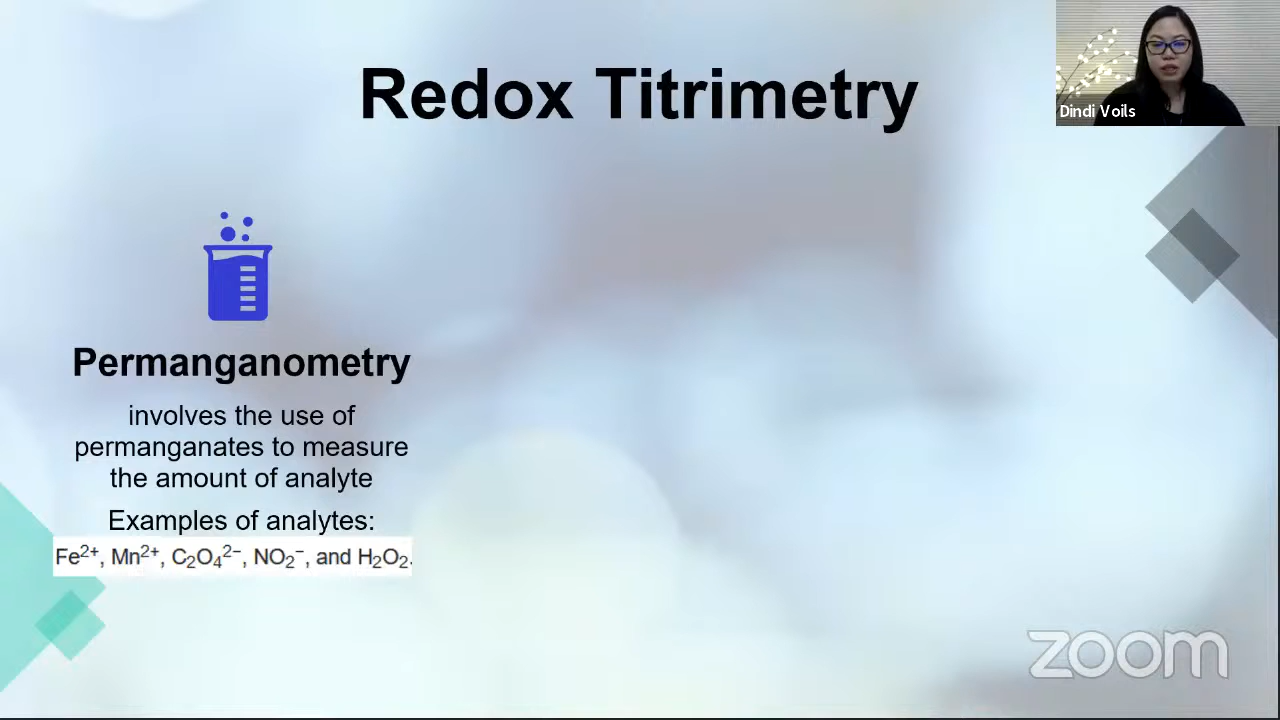 Redox Titrimetry
Dindi Voils
Permanganometry
involves the use of
permanganates to measure
the amount of analyte
Examples of analytes:
Fe²⁺, Mn²⁺, C₂O₄²⁻, NO₂⁻, and H₂O₂.
zoom